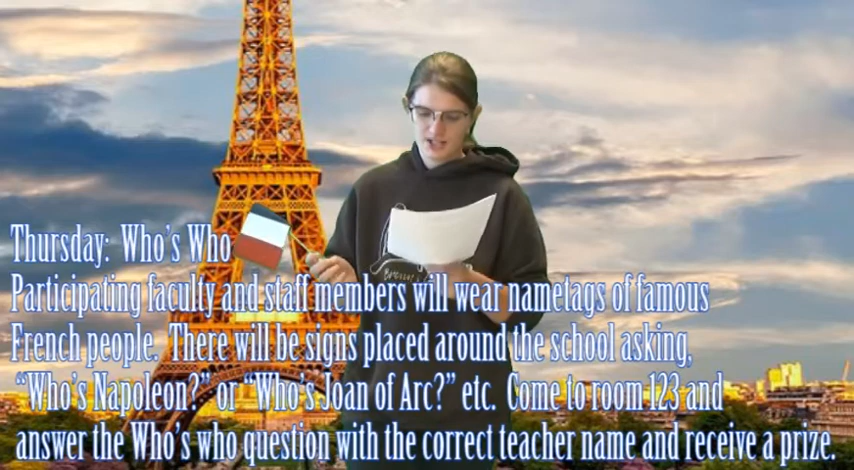 Thursday:  Who's Who
Participating faculty and staff members will wear nametags of famous
French people.  There will be signs placed around the school asking,
"Who's Napoleon?" or "Who's Joan of Arc?" etc.  Come to room 123 and
answer the Who's who question with the correct teacher name and receive a prize.